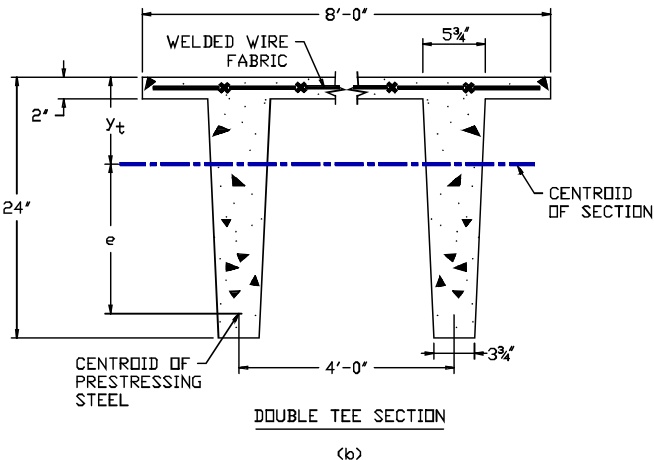 8'-0"
WELDED WIRE
FABRIC
5¾"
2"
yt
24"
e
CENTROID
OF SECTION
CENTROID OF
PRESTRESSING
STEEL
4'-0"
3¾"
DOUBLE TEE SECTION
(b)